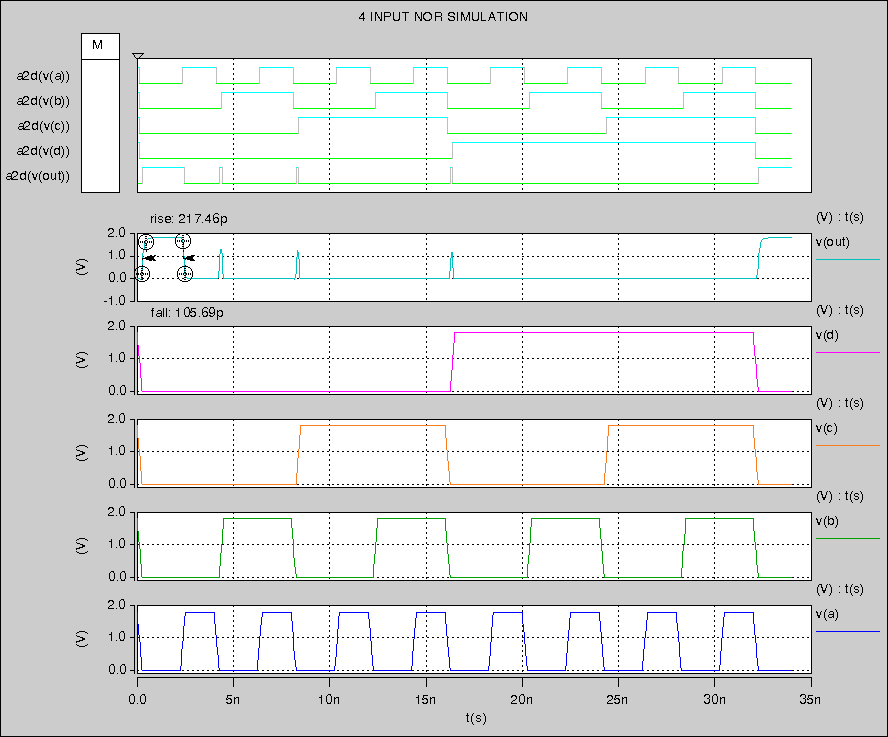 4 INPUT NOR SIMULATION
M
a2d(v(a))
a2d(v(b))
a2d(v(c))
a2d(v(d))
a2d(v(out))
rise: 217.46p
(V) : t(s)
2.0
v(out)
1.0
(V)
0.0
-1.0
fall: 105.69p
(V) : t(s)
2.0
v(d)
1.0
(V)
0.0
(V) : t(s)
2.0
v(c)
1.0
(V)
0.0
(V) : t(s)
2.0
v(b)
1.0
(V)
0.0
(V) : t(s)
2.0
v(a)
1.0
(V)
0.0
0.0 5n 10n 15n 20n 25n 30n 35n
t(s)